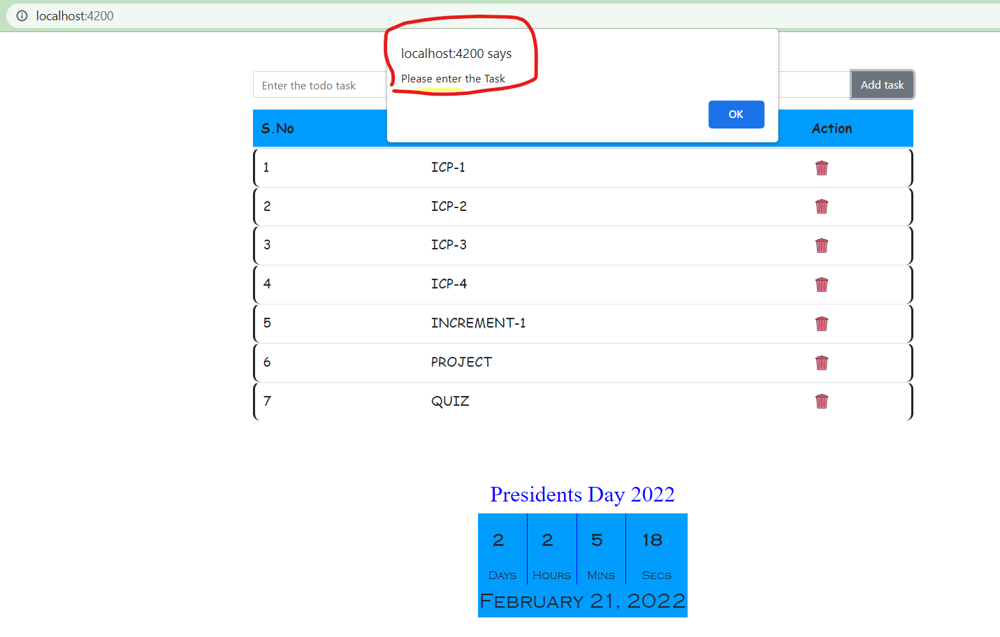 localhost:4200
localhost:4200 says
Please enter the Task
OK
Enter the todo task
Add task
S.No Action
1 ICP-1
2 ICP-2
3 ICP-3
4 ICP-4
5 INCREMENT-1
6 PROJECT
7 QUIZ
Presidents Day 2022
2 2 5 18
Days Hours Mins Secs
February 21, 2022